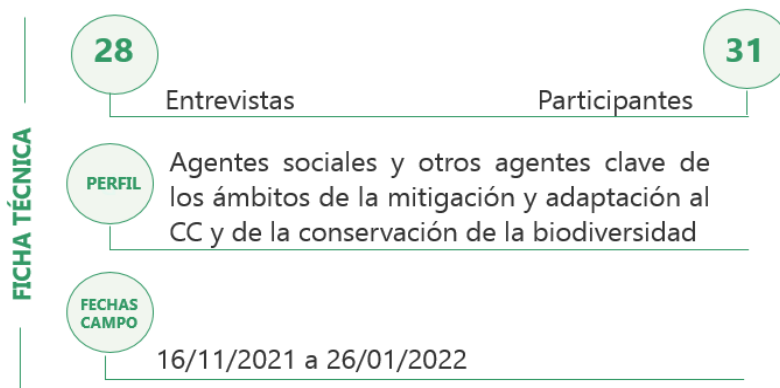 FICHA TÉCNICA
28
Entrevistas
31
Participantes
PERFIL
Agentes sociales y otros agentes clave de
los ámbitos de la mitigación y adaptación al
CC y de la conservación de la biodiversidad
FECHAS
CAMPO
16/11/2021 a 26/01/2022